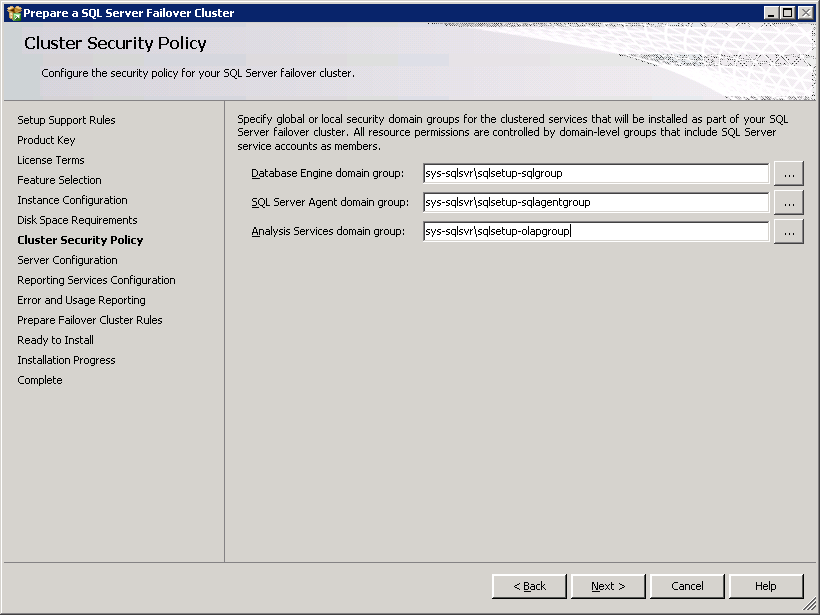 Prepare a SQL Server Failover Cluster
Cluster Security Policy
Configure the security policy for your SQL Server failover cluster.
Setup Support Rules
Product Key
License Terms
Feature Selection
Instance Configuration
Disk Space Requirements
Cluster Security Policy
Server Configuration
Reporting Services Configuration
Error and Usage Reporting
Prepare Failover Cluster Rules
Ready to Install
Installation Progress
Complete
Specify global or local security domain groups for the clustered services that will be installed as part of your SQL
Server failover cluster. All resource permissions are controlled by domain-level groups that include SQL Server
service accounts as members.
Database Engine domain group: sys-sqlsvr\sqlsetup-sqlgroup ...
SQL Server Agent domain group: sys-sqlsvr\sqlsetup-sqlagentgroup ...
Analysis Services domain group: sys-sqlsvr\sqlsetup-olapgroup ...
< Back Next > Cancel Help